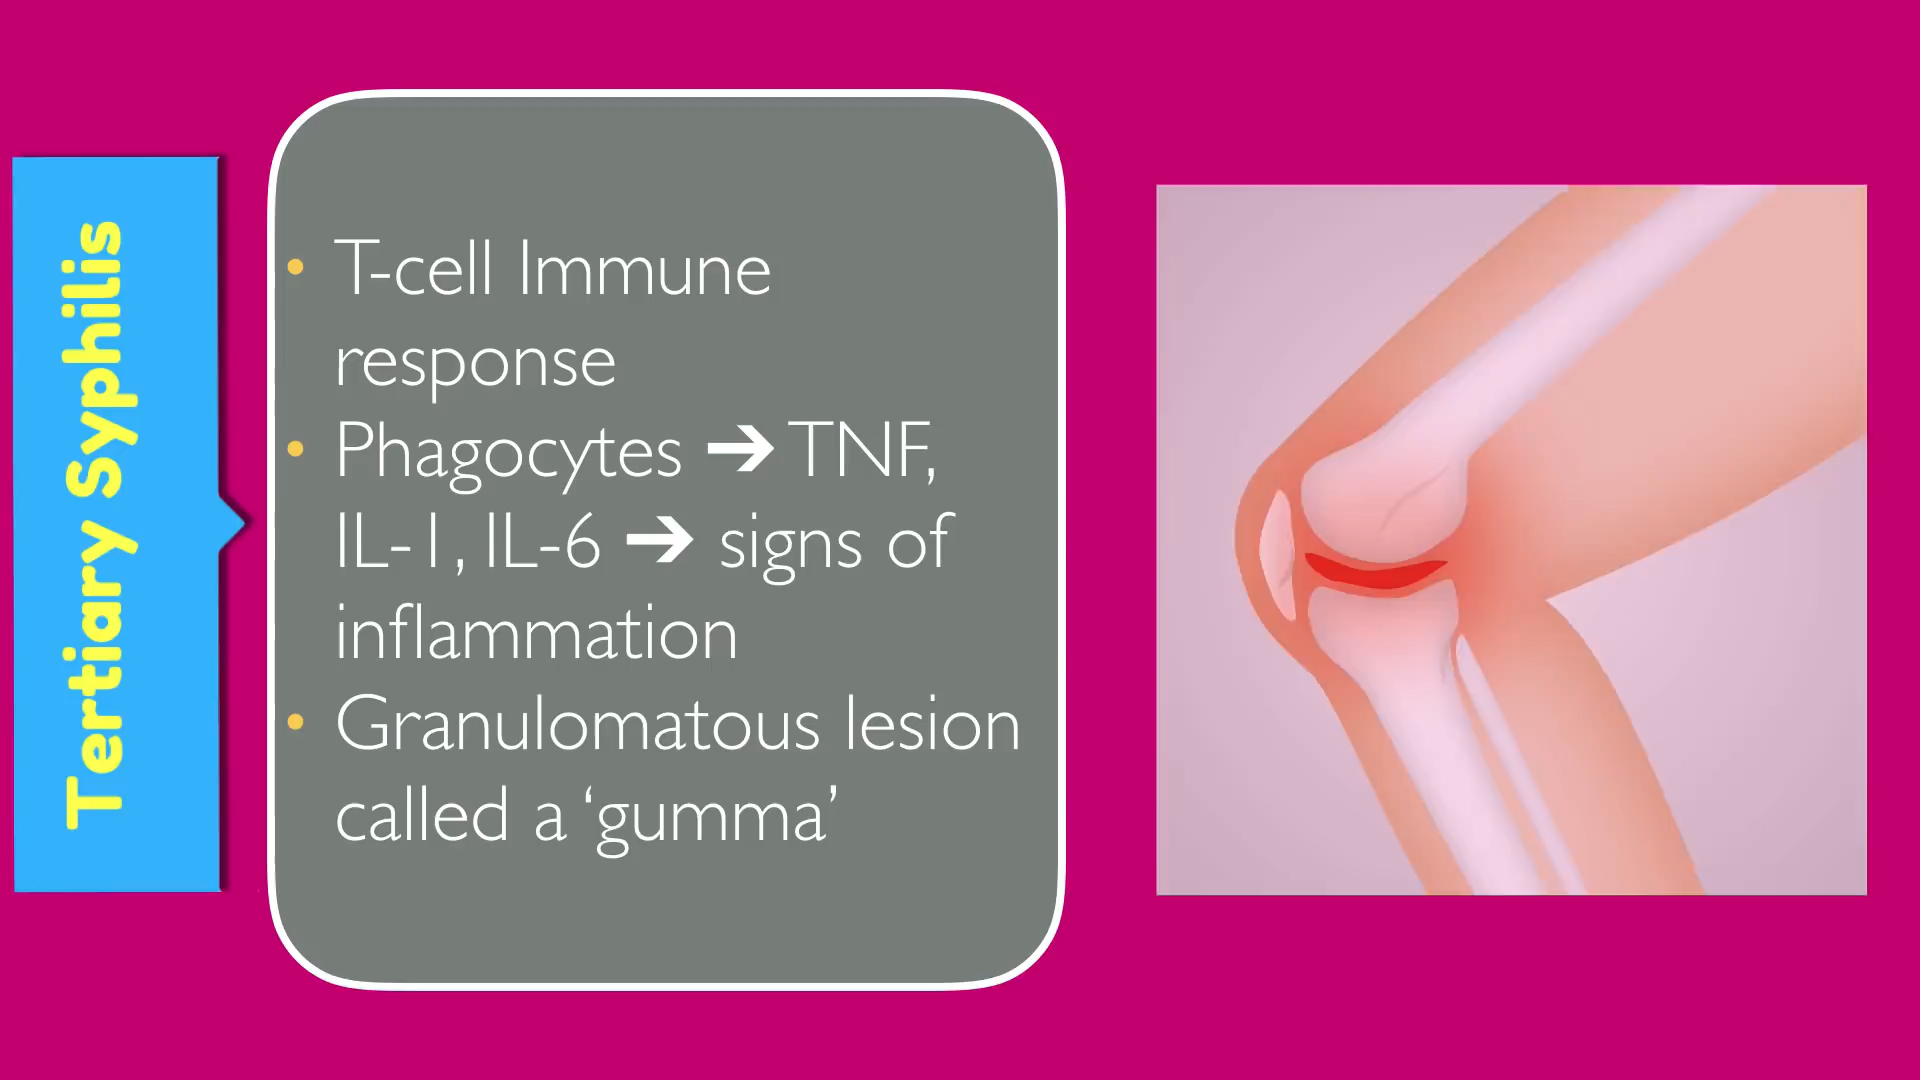 Tertiary Syphilis
• T-cell Immune
response
• Phagocytes ➔ TNF,
IL-1, IL-6 ➔ signs of
inflammation
• Granulomatous lesion
called a ‘gumma’